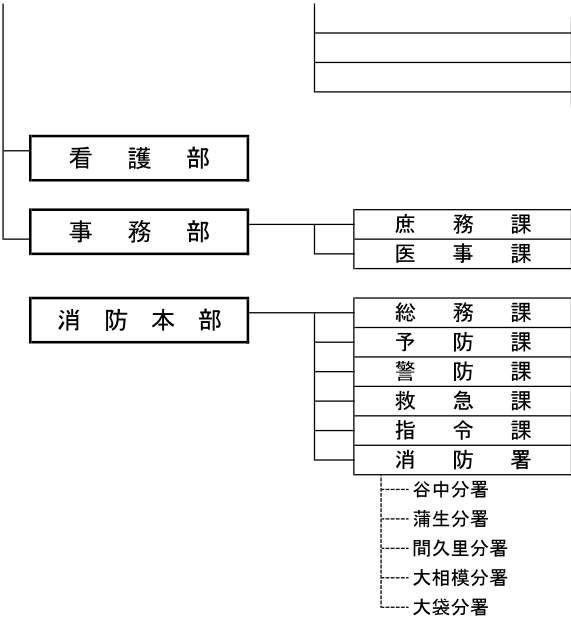 看護部
事務部
庶務課
医事課
消防本部
総務課
予防課
警防課
救急課
指令課
消防署
谷中分署
蒲生分署
間久里分署
大相模分署
大袋分署